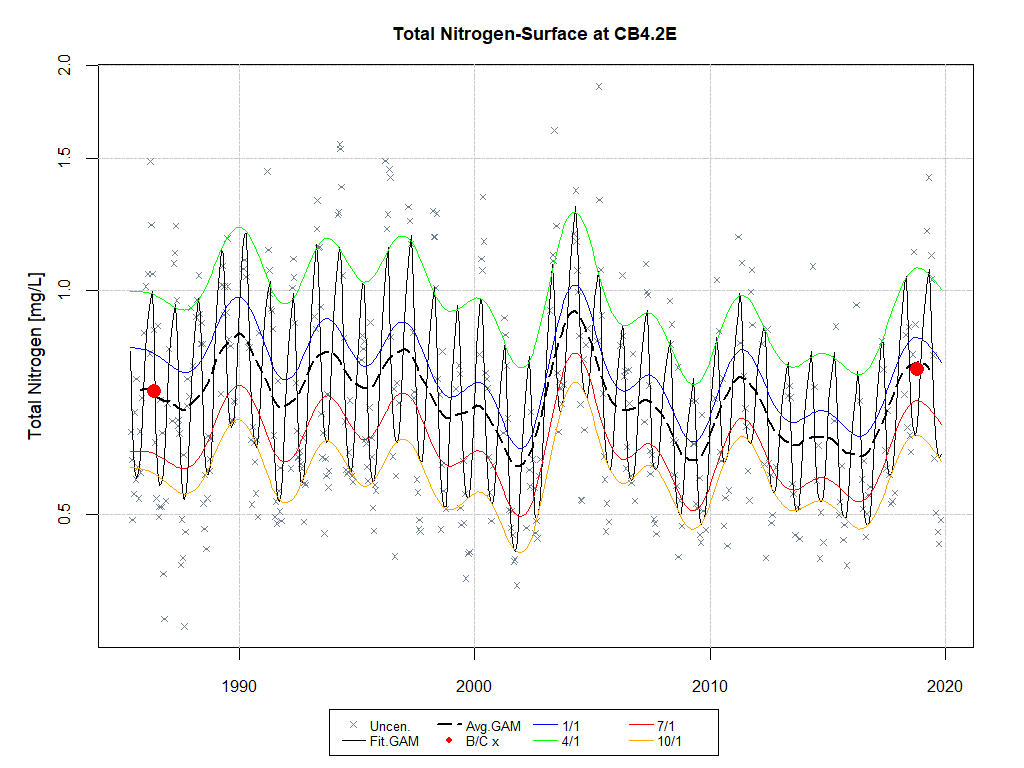 Total Nitrogen-Surface at CB4.2E
Total Nitrogen [mg/L]
2.0
1.5
1.0
0.5
1990 2000 2010 2020
Uncen. Avg.GAM 1/1 7/1
Fit.GAM B/C x 4/1 10/1